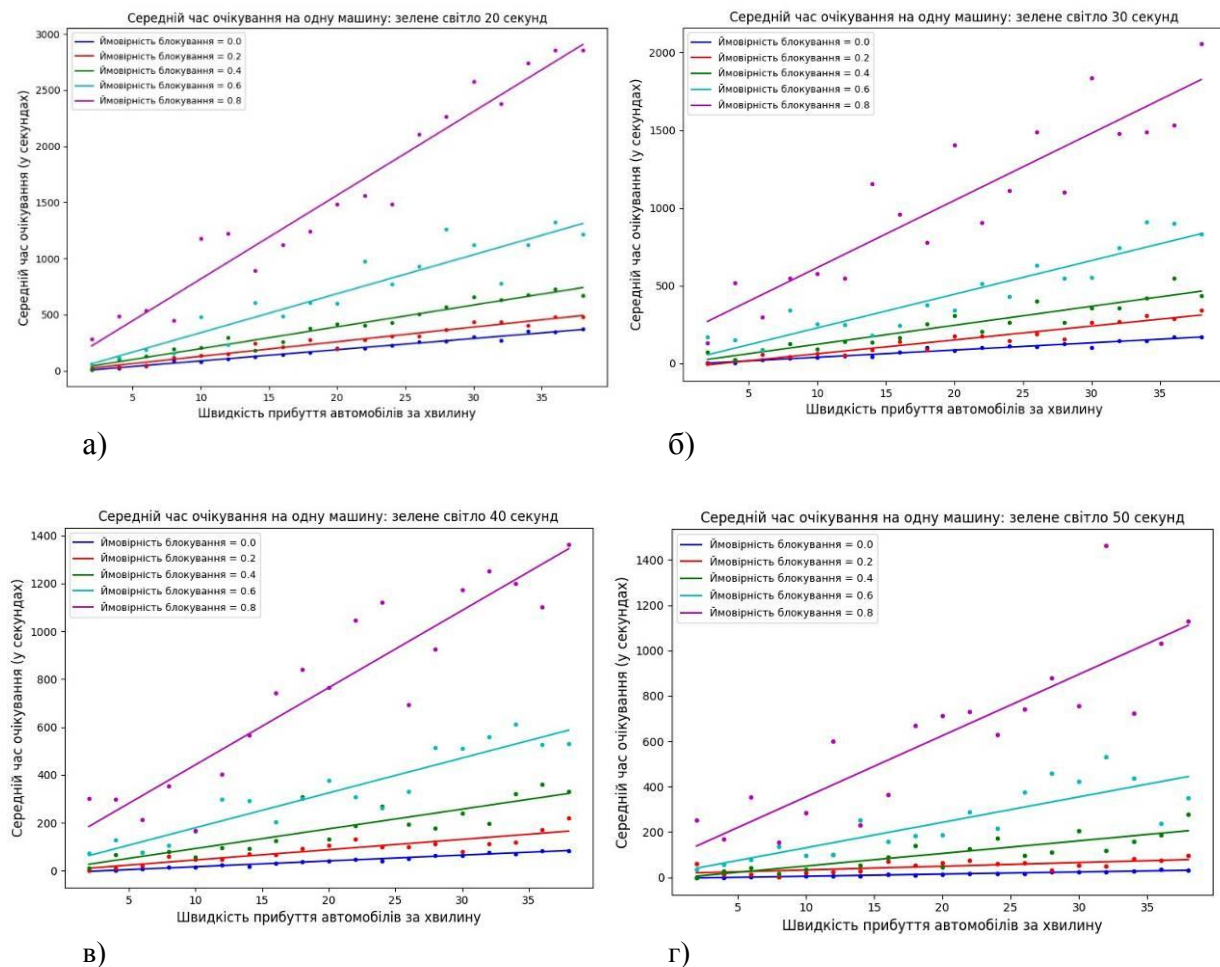 Середній час очікування на одну машину: зелене світло 20 секунд
Ймовірність блокування = 0.0
Ймовірність блокування = 0.2
Ймовірність блокування = 0.4
Ймовірність блокування = 0.6
Ймовірність блокування = 0.8
Середній час очікування (у секундах)
3000
2500
2000
1500
1000
500
0
5 10 15 20 25 30 35
Швидкість прибуття автомобілів за хвилину
а)
Середній час очікування на одну машину: зелене світло 30 секунд
Ймовірність блокування = 0.0
Ймовірність блокування = 0.2
Ймовірність блокування = 0.4
Ймовірність блокування = 0.6
Ймовірність блокування = 0.8
Середній час очікування (у секундах)
2000
1500
1000
500
0
5 10 15 20 25 30 35
Швидкість прибуття автомобілів за хвилину
б)
Середній час очікування на одну машину: зелене світло 40 секунд
Ймовірність блокування = 0.0
Ймовірність блокування = 0.2
Ймовірність блокування = 0.4
Ймовірність блокування = 0.6
Ймовірність блокування = 0.8
Середній час очікування (у секундах)
1400
1200
1000
800
600
400
200
0
5 10 15 20 25 30 35
Швидкість прибуття автомобілів за хвилину
в)
Середній час очікування на одну машину: зелене світло 50 секунд
Ймовірність блокування = 0.0
Ймовірність блокування = 0.2
Ймовірність блокування = 0.4
Ймовірність блокування = 0.6
Ймовірність блокування = 0.8
Середній час очікування (у секундах)
1400
1200
1000
800
600
400
200
0
5 10 15 20 25 30 35
Швидкість прибуття автомобілів за хвилину
г)